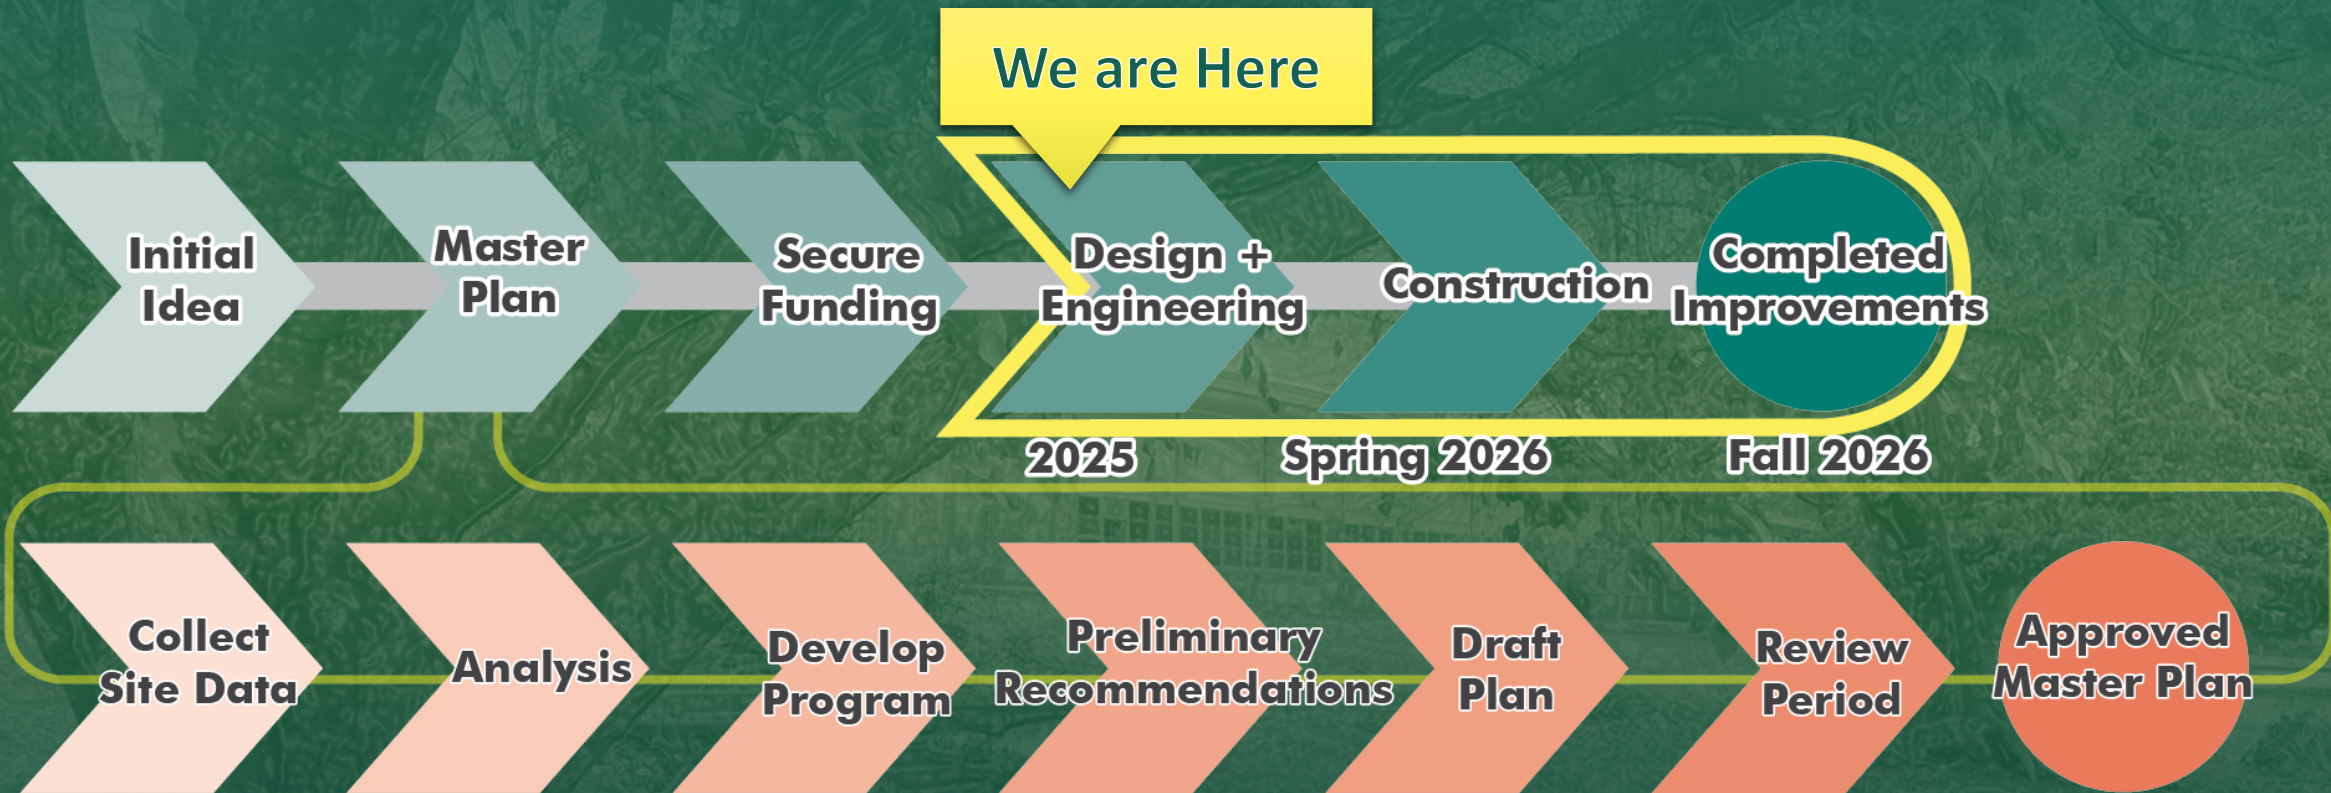 We are Here
Initial
Idea
Master
Plan
Secure
Funding
Design +
Engineering
Construction
Completed
Improvements
2025
Spring 2026
Fall 2026
Collect
Site Data
Analysis
Develop
Program
Preliminary
Recommendations
Draft
Plan
Review
Period
Approved
Master Plan